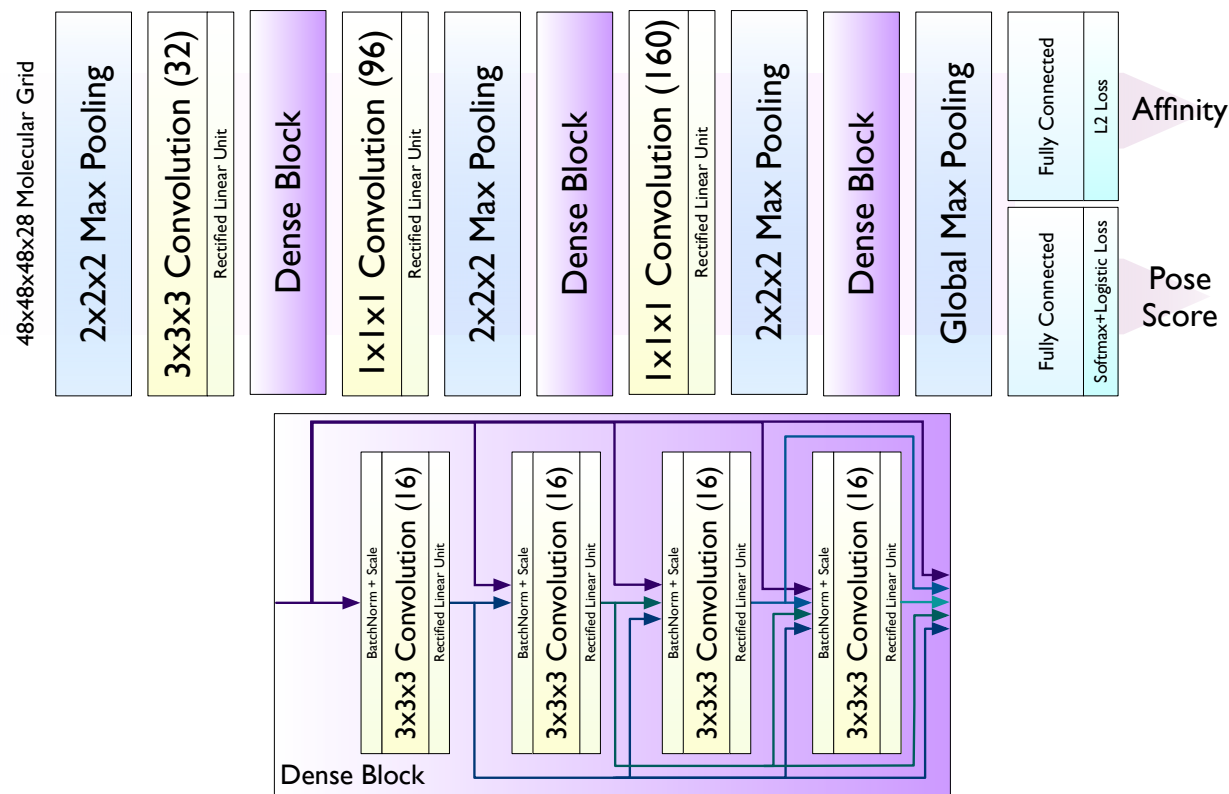 48x48x48x28 Molecular Grid
2x2x2 Max Pooling
3x3x3 Convolution (32)
Rectified Linear Unit
Dense Block
1x1x1 Convolution (96)
Rectified Linear Unit
2x2x2 Max Pooling
Dense Block
1x1x1 Convolution (160)
Rectified Linear Unit
2x2x2 Max Pooling
Dense Block
Global Max Pooling
Fully Connected
L2 Loss
Affinity
Fully Connected
Softmax+Logistic Loss
Pose
Score
BatchNorm + Scale
3x3x3 Convolution (16)
Rectified Linear Unit
BatchNorm + Scale
3x3x3 Convolution (16)
Rectified Linear Unit
BatchNorm + Scale
3x3x3 Convolution (16)
Rectified Linear Unit
BatchNorm + Scale
3x3x3 Convolution (16)
Rectified Linear Unit
Dense Block